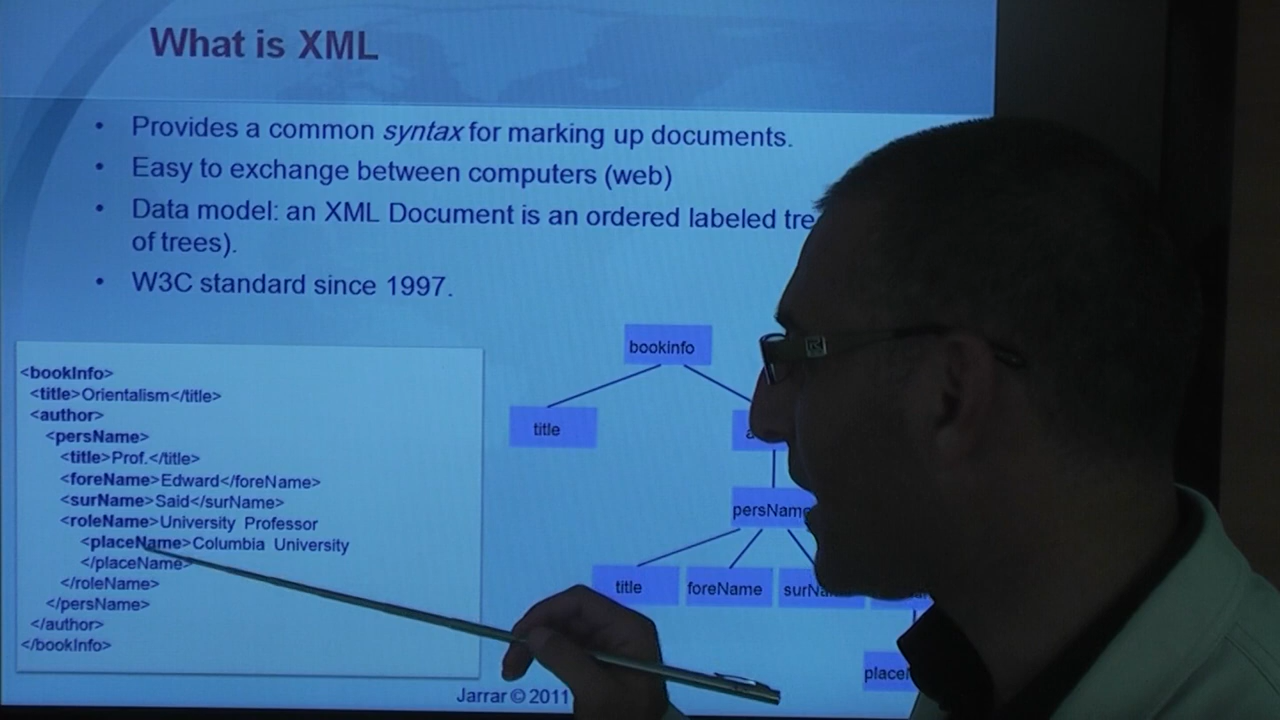 What is XML
• Provides a common syntax for marking up documents.
• Easy to exchange between computers (web)
• Data model: an XML Document is an ordered labeled
of trees).
• W3C standard since 1997.
<bookInfo>
<title>Orientalism</title>
<author>
<persName>
<title>Prof.</title>
<foreName>Edward</foreName>
<surName>Said</surName>
<roleName>University Professor
<placeName>Columbia University
</placeName>
</roleName>
</persName>
</author>
</bookInfo>
bookinfo
title
persName
title foreName
Jarrar © 2011